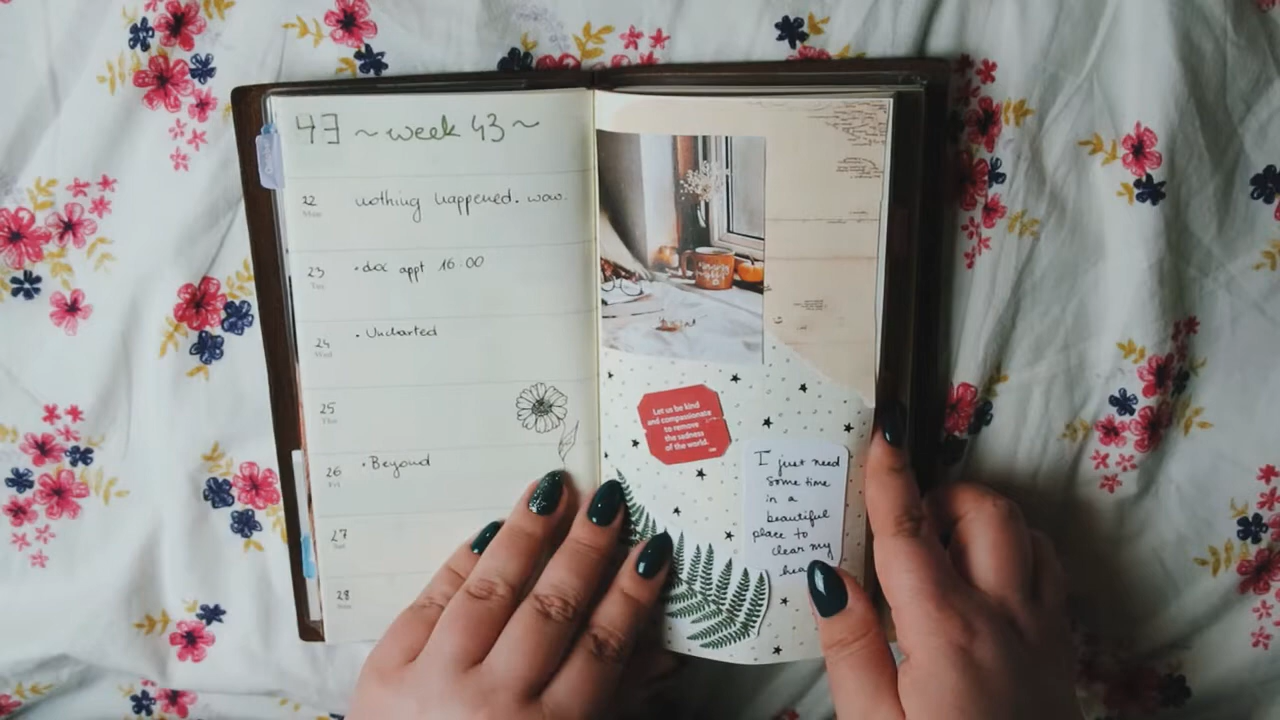 43 ~ week 43 ~
22 nothing happened. wow.
Mon
23 • doc appt 16:00
Tue
24 • Uncharted
Wed
25
Thu
26 • Beyond
Fri
27
Sat
28
Sun
Let us be kind
and compassionate
to remove
the sadness
of the world.
I just need
some time
in a
beautiful
place to
clear my